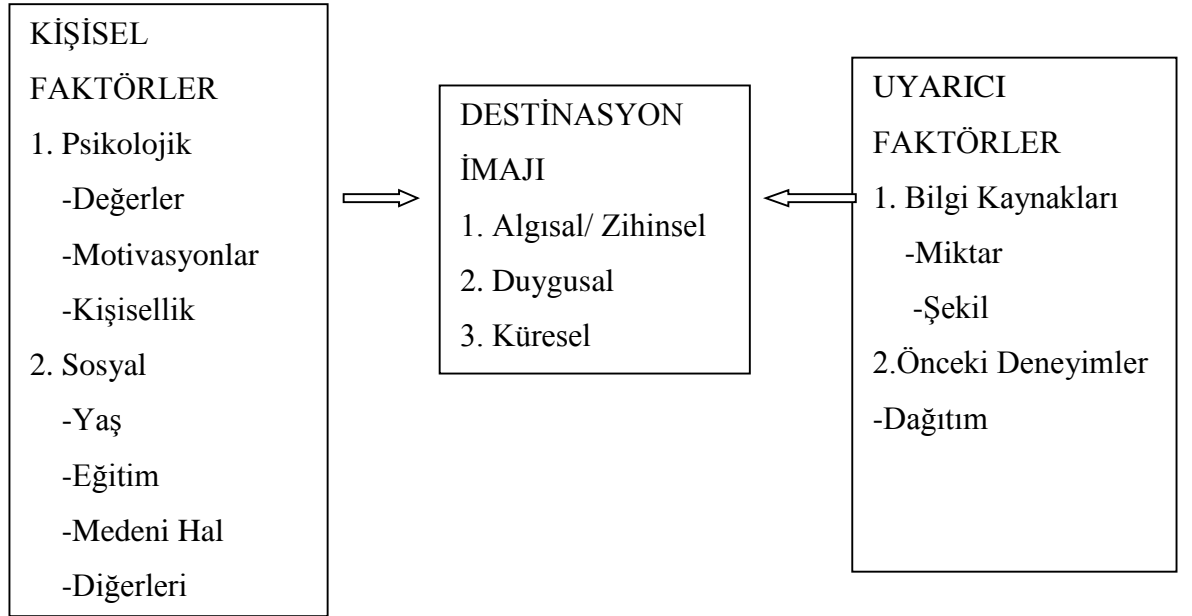 KİŞİSEL
FAKTÖRLER
1. Psikolojik
-Değerler
-Motivasyonlar
-Kişisellik
2. Sosyal
-Yaş
-Eğitim
-Medeni Hal
-Diğerleri
DESTİNASYON
İMAJI
1. Algısal/ Zihinsel
2. Duygusal
3. Küresel
UYARICI
FAKTÖRLER
1. Bilgi Kaynakları
-Miktar
-Şekil
2.Önceki Deneyimler
-Dağıtım